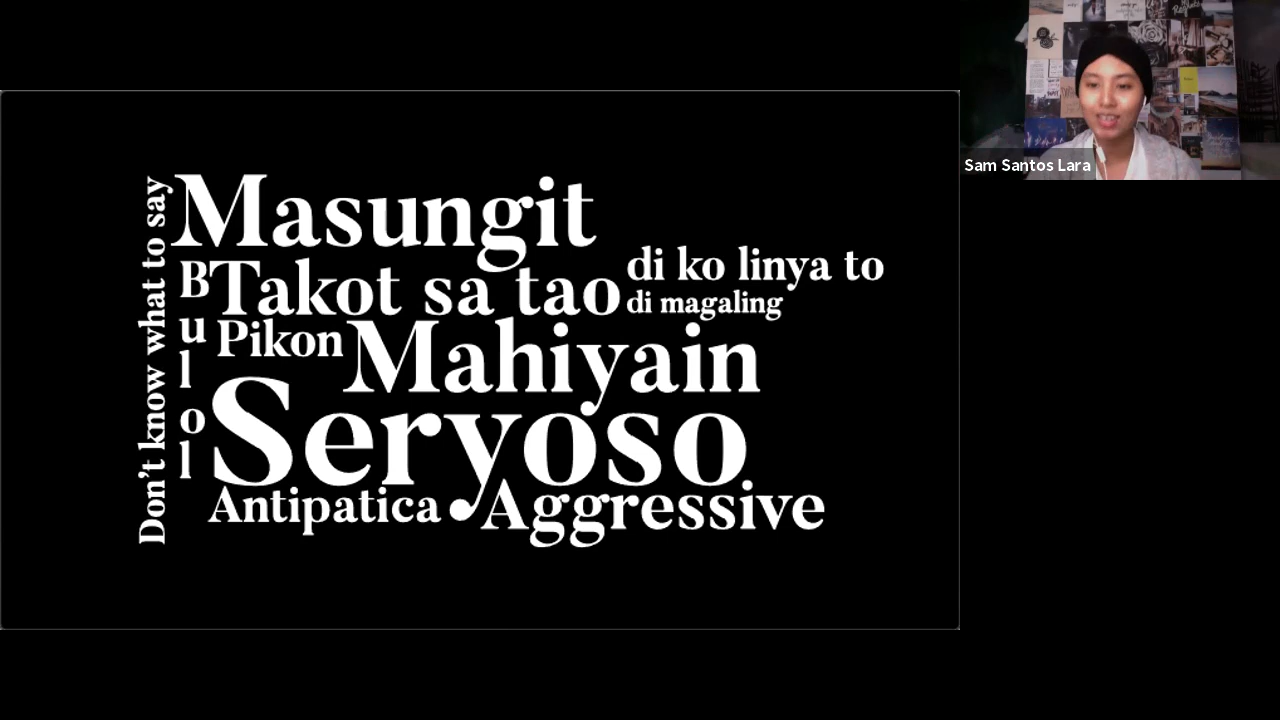 Don't know what to say
Masungit
Bulol
Takot sa tao
di ko linya to
di magaling
Pikon
Mahiyain
Seryoso
Antipatica
Aggressive
Sam Santos Lara